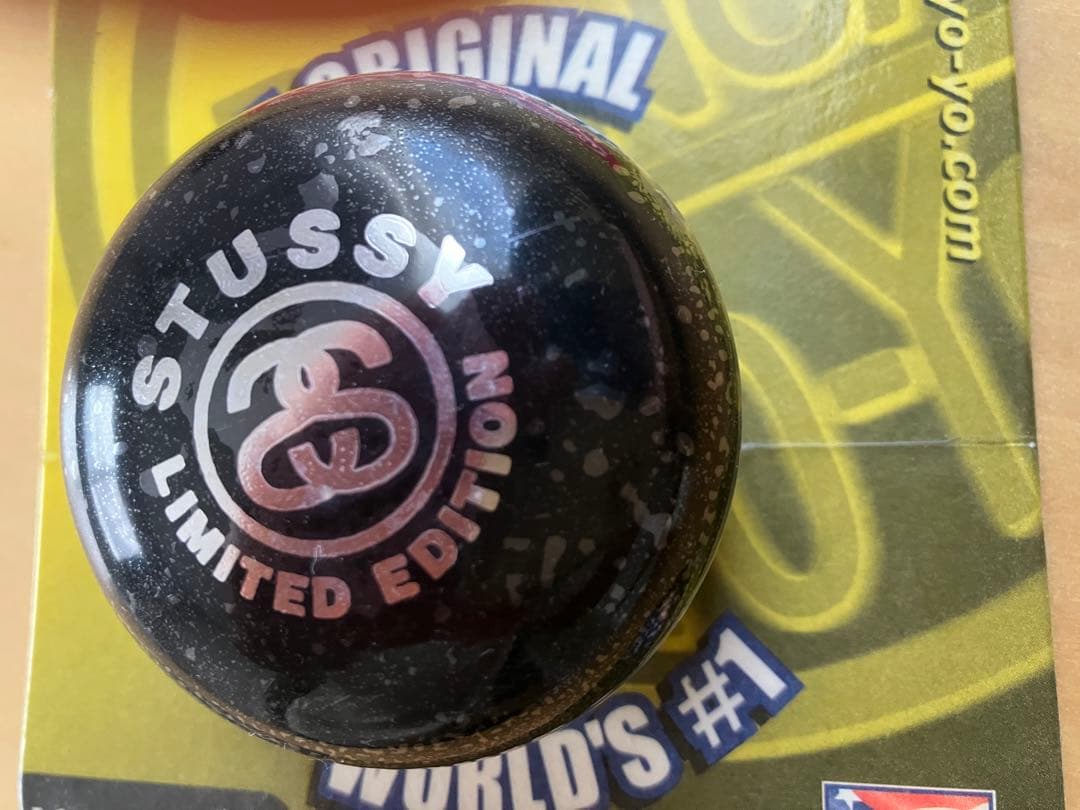 ORIGINAL
yo-yo.com
STUSSY
LIMITED EDITION
WORLD'S #1